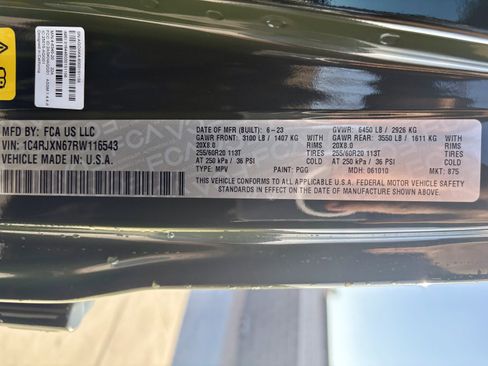 MFD BY: FCA US LLC
VIN: 1C4RJXN67RW116543
VEHICLE MADE IN: U.S.A.
DATE OF MFR (BUILT): 6-23
GAWR FRONT: 3100 LB / 1407 KG
20X8.0
255/60R20 113T
AT 250 kPa / 36 PSI
TYPE: MPV
GVWR: 6450 LB / 2926 KG
GAWR REAR: 3550 LB / 1611 KG
RIMS 20X8.0
TIRES 255/60R20 113T
COLD AT 250 kPa / 36 PSI
RIMS
TIRES
COLD
PAINT: PGG
MDH: 061010
MKT: 875
THIS VEHICLE CONFORMS TO ALL APPLICABLE U.S.A. FEDERAL MOTOR VEHICLE SAFETY
STANDARDS IN EFFECT ON THE DATE OF MANUFACTURE SHOWN ABOVE.